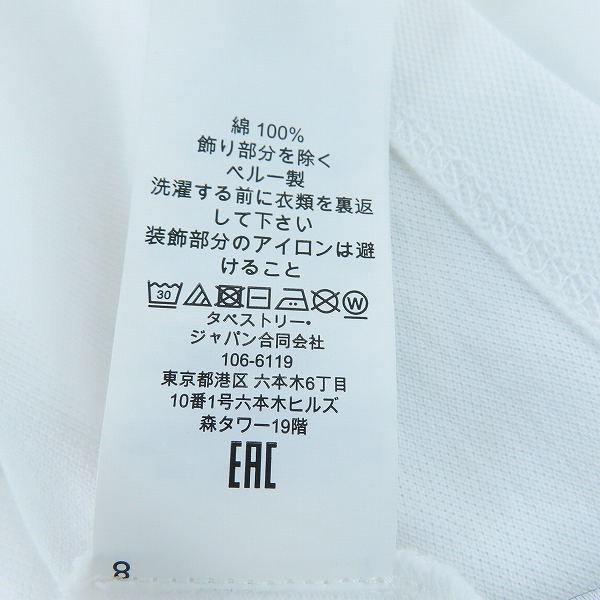 綿 100%
飾り部分を除く
ペルー製
洗濯する前に衣類を裏返
して下さい
装飾部分のアイロンは避
けること
30 W
タペストリー・
ジャパン合同会社
106-6119
東京都港区 六本木6丁目
10番1号六本木ヒルズ
森タワー19階
EAC
8